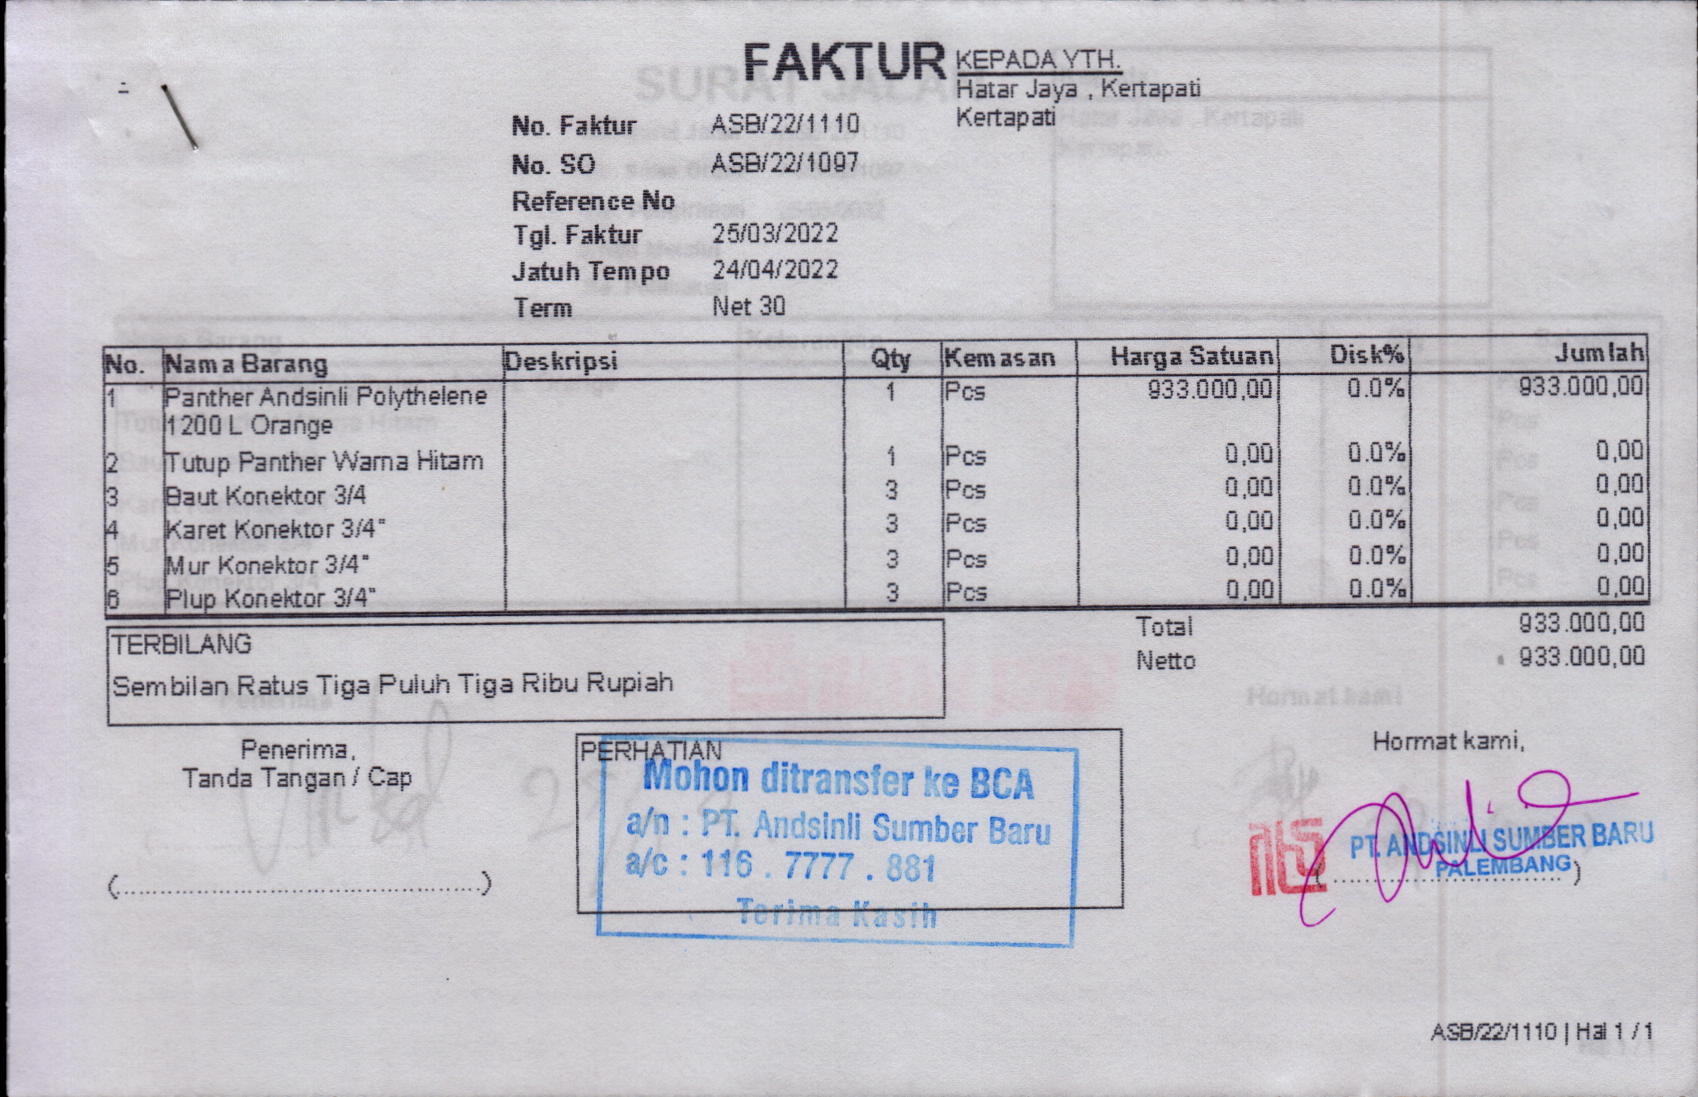 FAKTUR
KEPADA YTH.
Hatar Jaya , Kertapati
Kertapati
No. Faktur ASB/22/1110
No. SO ASB/22/1097
Reference No
Tgl. Faktur 25/03/2022
Jatuh Tempo 24/04/2022
Term Net 30
No. Nama Barang Deskripsi Qty Kemasan Harga Satuan Disk% Jumlah
1 Panther Andsinli Polythelene 1 Pcs 933.000,00 0.0% 933.000,00
1200 L Orange
2 Tutup Panther Warna Hitam 1 Pcs 0,00 0.0% 0,00
3 Baut Konektor 3/4 3 Pcs 0,00 0.0% 0,00
4 Karet Konektor 3/4" 3 Pcs 0,00 0.0% 0,00
5 Mur Konektor 3/4" 3 Pcs 0,00 0.0% 0,00
6 Plup Konektor 3/4" 3 Pcs 0,00 0.0% 0,00
Total 933.000,00
Netto 933.000,00
TERBILANG
Sembilan Ratus Tiga Puluh Tiga Ribu Rupiah
Penerima,
Tanda Tangan / Cap
(................................................)
PERHATIAN
Mohon ditransfer ke BCA
a/n : PT. Andsinli Sumber Baru
a/c : 116 . 7777 . 881
Terima Kasih
Hormat kami,
PT. ANDSINLI SUMBER BARU
PALEMBANG
ASB/22/1110 | Hal 1 / 1